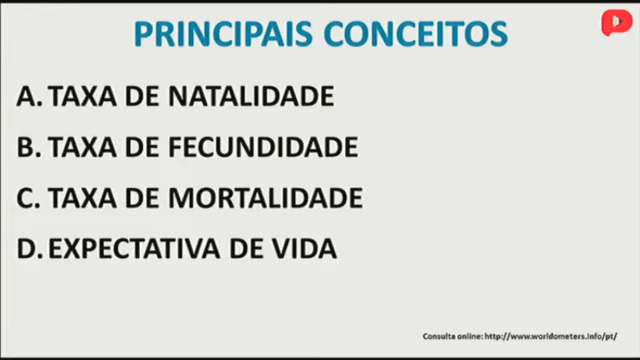 PRINCIPAIS CONCEITOS
A. TAXA DE NATALIDADE
B. TAXA DE FECUNDIDADE
C. TAXA DE MORTALIDADE
D. EXPECTATIVA DE VIDA
Consulta online: http://www.worldometers.info/pt/